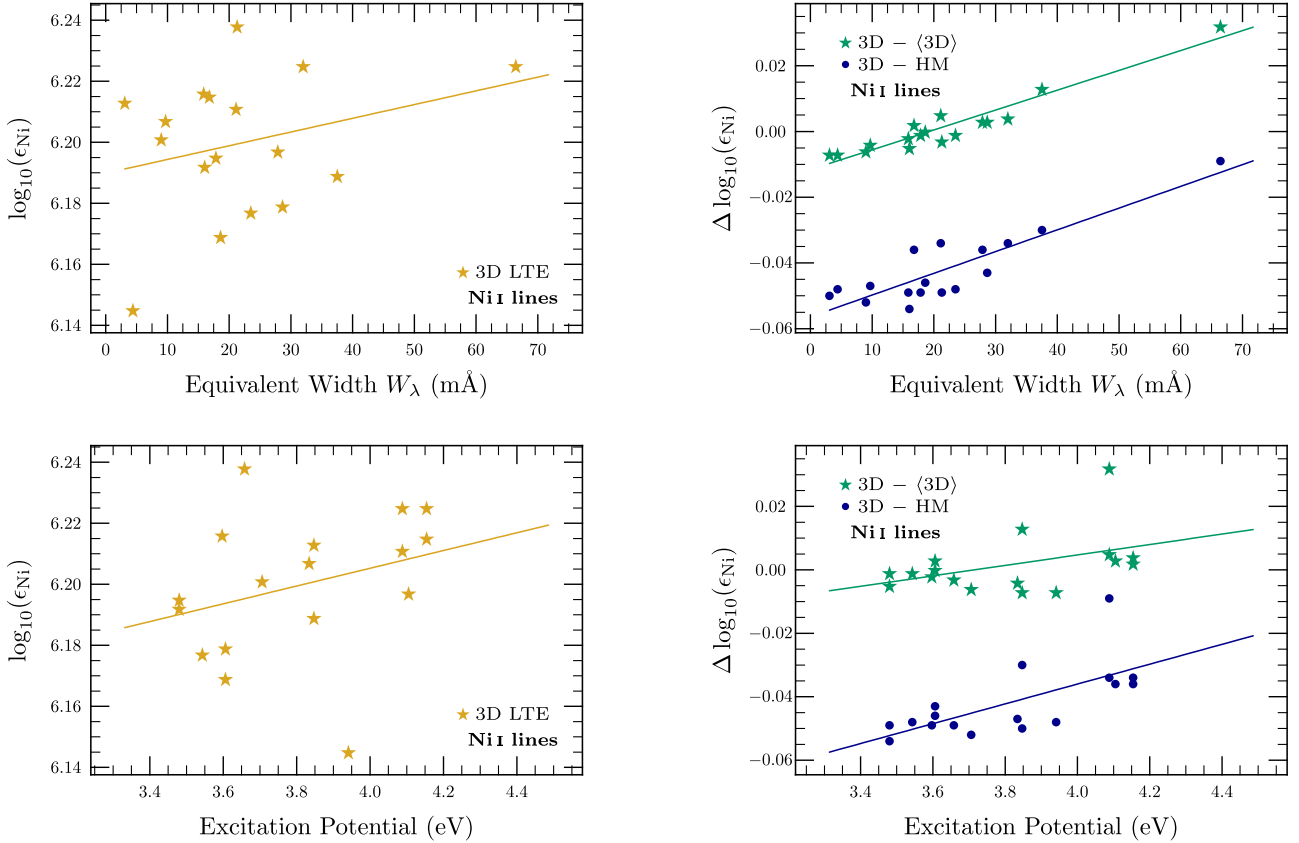 6.24
6.22
6.20
6.18
6.16
6.14
log10(ϵNi)
3D LTE
Ni I lines
0 10 20 30 40 50 60 70
Equivalent Width Wλ (mÅ)
0.02
0.00
−0.02
−0.04
−0.06
Δ log10(ϵNi)
3D − ⟨3D⟩
3D − HM
Ni I lines
0 10 20 30 40 50 60 70
Equivalent Width Wλ (mÅ)
6.24
6.22
6.20
6.18
6.16
6.14
log10(ϵNi)
3D LTE
Ni I lines
3.4 3.6 3.8 4.0 4.2 4.4
Excitation Potential (eV)
0.02
0.00
−0.02
−0.04
−0.06
Δ log10(ϵNi)
3D − ⟨3D⟩
3D − HM
Ni I lines
3.4 3.6 3.8 4.0 4.2 4.4
Excitation Potential (eV)